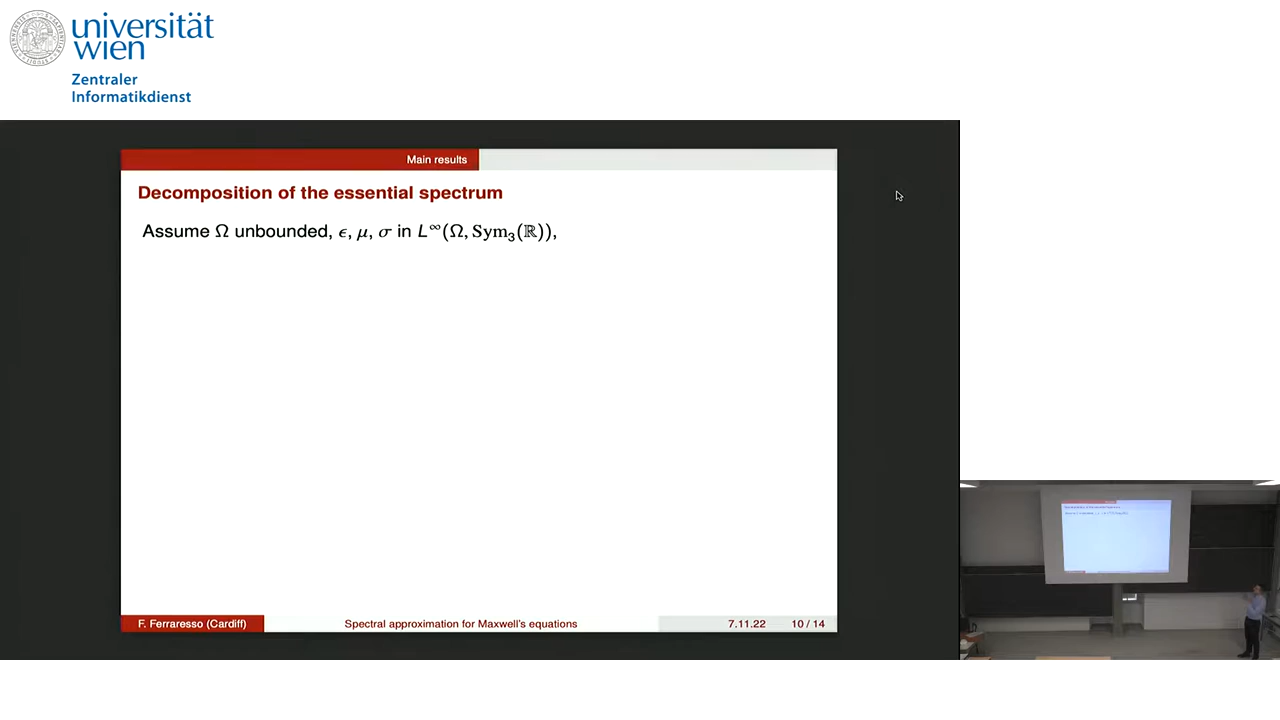 universität
wien
Zentraler
Informatikdienst
Main results
Decomposition of the essential spectrum
Assume Ω unbounded, ϵ, μ, σ in L∞(Ω, Sym₃(ℝ)),
F. Ferraresso (Cardiff) Spectral approximation for Maxwell's equations 7.11.22 10 / 14